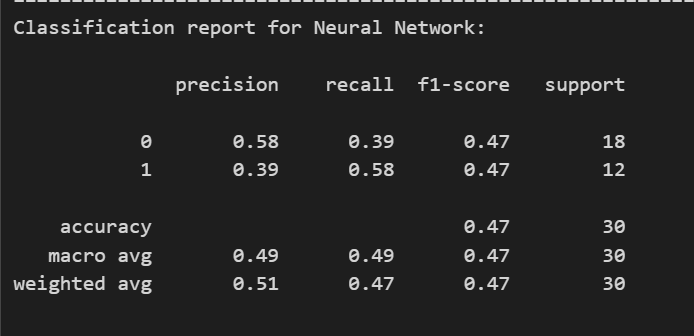 Classification report for Neural Network:
precision recall f1-score support
0 0.58 0.39 0.47 18
1 0.39 0.58 0.47 12
accuracy 0.47 30
macro avg 0.49 0.49 0.47 30
weighted avg 0.51 0.47 0.47 30